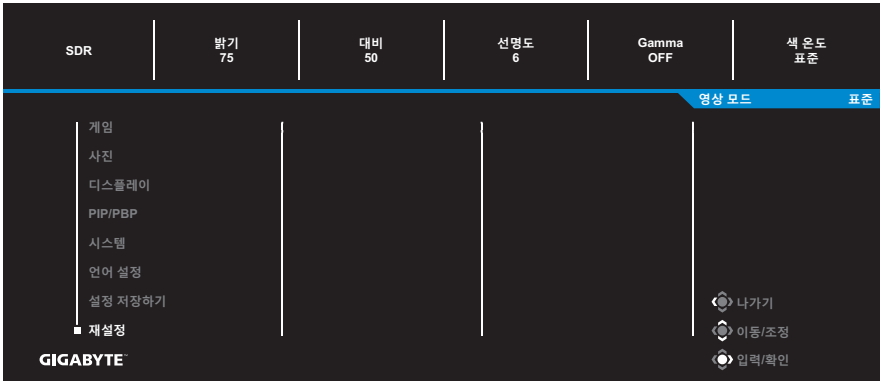 SDR
밝기
75
대비
50
선명도
6
Gamma
OFF
색 온도
표준
영상 모드 표준
게임
사진
디스플레이
PIP/PBP
시스템
언어 설정
설정 저장하기
재설정
나가기
이동/조정
입력/확인
GIGABYTE™